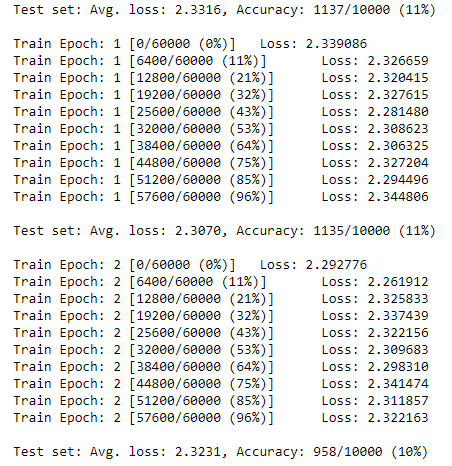 Test set: Avg. loss: 2.3316, Accuracy: 1137/10000 (11%)
Train Epoch: 1 [0/60000 (0%)] Loss: 2.339086
Train Epoch: 1 [6400/60000 (11%)] Loss: 2.326659
Train Epoch: 1 [12800/60000 (21%)] Loss: 2.320415
Train Epoch: 1 [19200/60000 (32%)] Loss: 2.327615
Train Epoch: 1 [25600/60000 (43%)] Loss: 2.281480
Train Epoch: 1 [32000/60000 (53%)] Loss: 2.308623
Train Epoch: 1 [38400/60000 (64%)] Loss: 2.306325
Train Epoch: 1 [44800/60000 (75%)] Loss: 2.327204
Train Epoch: 1 [51200/60000 (85%)] Loss: 2.294496
Train Epoch: 1 [57600/60000 (96%)] Loss: 2.344806
Test set: Avg. loss: 2.3070, Accuracy: 1135/10000 (11%)
Train Epoch: 2 [0/60000 (0%)] Loss: 2.292776
Train Epoch: 2 [6400/60000 (11%)] Loss: 2.261912
Train Epoch: 2 [12800/60000 (21%)] Loss: 2.325833
Train Epoch: 2 [19200/60000 (32%)] Loss: 2.337439
Train Epoch: 2 [25600/60000 (43%)] Loss: 2.322156
Train Epoch: 2 [32000/60000 (53%)] Loss: 2.309683
Train Epoch: 2 [38400/60000 (64%)] Loss: 2.298310
Train Epoch: 2 [44800/60000 (75%)] Loss: 2.341474
Train Epoch: 2 [51200/60000 (85%)] Loss: 2.311857
Train Epoch: 2 [57600/60000 (96%)] Loss: 2.322163
Test set: Avg. loss: 2.3231, Accuracy: 958/10000 (10%)